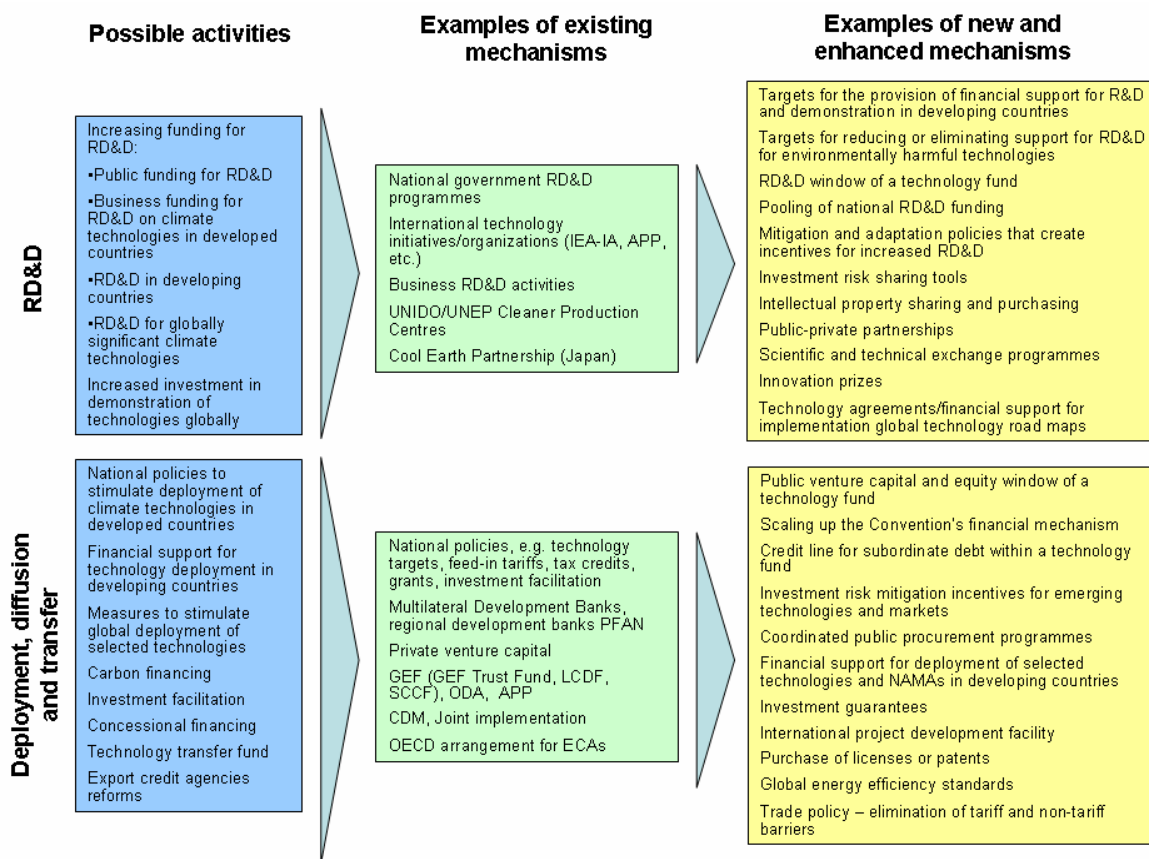 Possible activities
Examples of existing
mechanisms
Examples of new and
enhanced mechanisms
RD&D
Increasing funding for
RD&D:
▪Public funding for RD&D
▪Business funding for
RD&D on climate
technologies in developed
countries
▪RD&D in developing
countries
▪RD&D for globally
significant climate
technologies
Increased investment in
demonstration of
technologies globally
National government RD&D
programmes
International technology
initiatives/organizations (IEA-IA, APP,
etc.)
Business RD&D activities
UNIDO/UNEP Cleaner Production
Centres
Cool Earth Partnership (Japan)
Targets for the provision of financial support for R&D
and demonstration in developing countries
Targets for reducing or eliminating support for RD&D
for environmentally harmful technologies
RD&D window of a technology fund
Pooling of national RD&D funding
Mitigation and adaptation policies that create
incentives for increased RD&D
Investment risk sharing tools
Intellectual property sharing and purchasing
Public-private partnerships
Scientific and technical exchange programmes
Innovation prizes
Technology agreements/financial support for
implementation global technology road maps
Deployment, diffusion
and transfer
National policies to
stimulate deployment of
climate technologies in
developed countries
Financial support for
technology deployment in
developing countries
Measures to stimulate
global deployment of
selected technologies
Carbon financing
Investment facilitation
Concessional financing
Technology transfer fund
Export credit agencies
reforms
National policies, e.g. technology
targets, feed-in tariffs, tax credits,
grants, investment facilitation
Multilateral Development Banks,
regional development banks PFAN
Private venture capital
GEF (GEF Trust Fund, LCDF,
SCCF), ODA, APP
CDM, Joint implementation
OECD arrangement for ECAs
Public venture capital and equity window of a
technology fund
Scaling up the Convention's financial mechanism
Credit line for subordinate debt within a technology
fund
Investment risk mitigation incentives for emerging
technologies and markets
Coordinated public procurement programmes
Financial support for deployment of selected
technologies and NAMAs in developing countries
Investment guarantees
International project development facility
Purchase of licenses or patents
Global energy efficiency standards
Trade policy – elimination of tariff and non-tariff
barriers